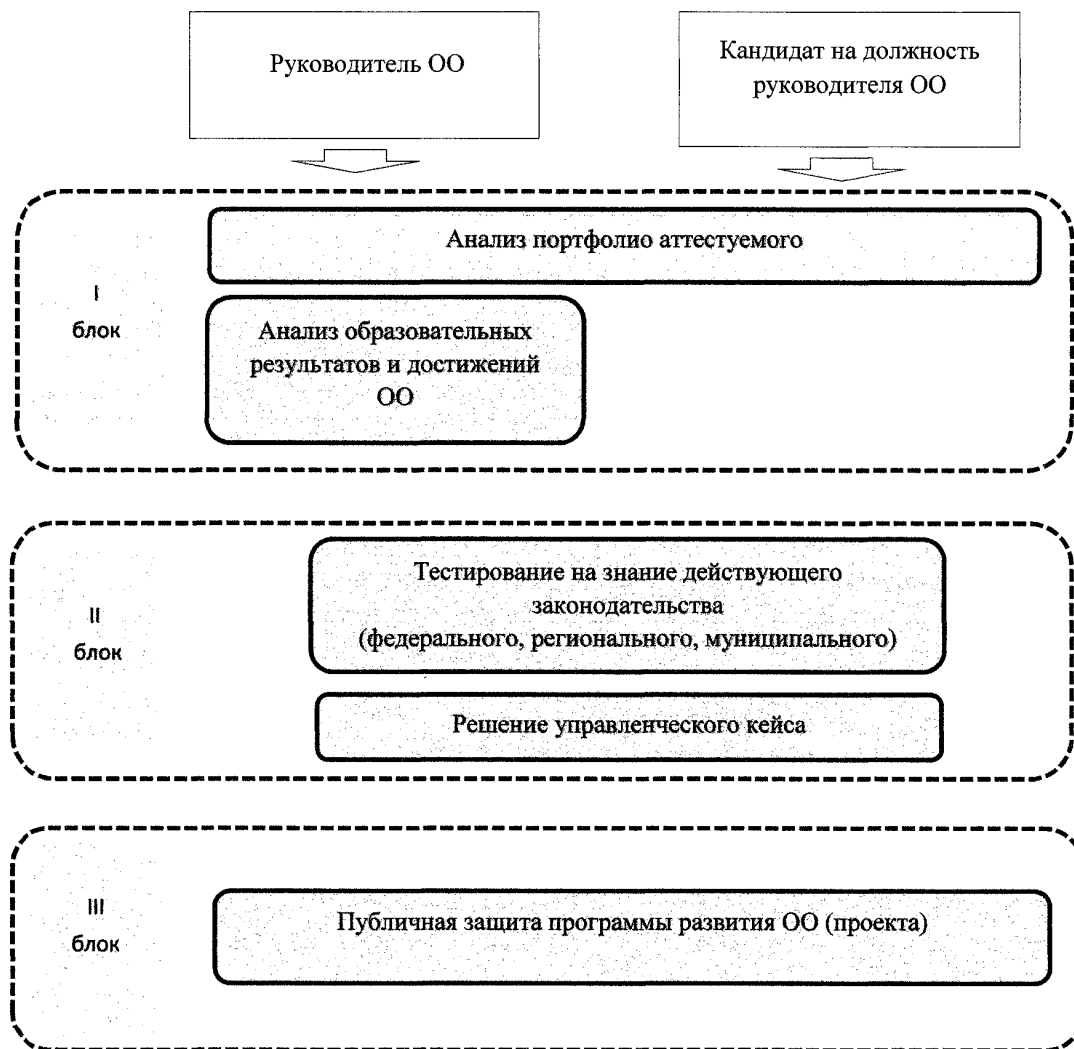 Руководитель ОО
Кандидат на должность
руководителя ОО
I
блок
Анализ портфолио аттестуемого
Анализ образовательных
результатов и достижений
ОО
II
блок
Тестирование на знание действующего
законодательства
(федерального, регионального, муниципального)
Решение управленческого кейса
III
блок
Публичная защита программы развития ОО (проекта)